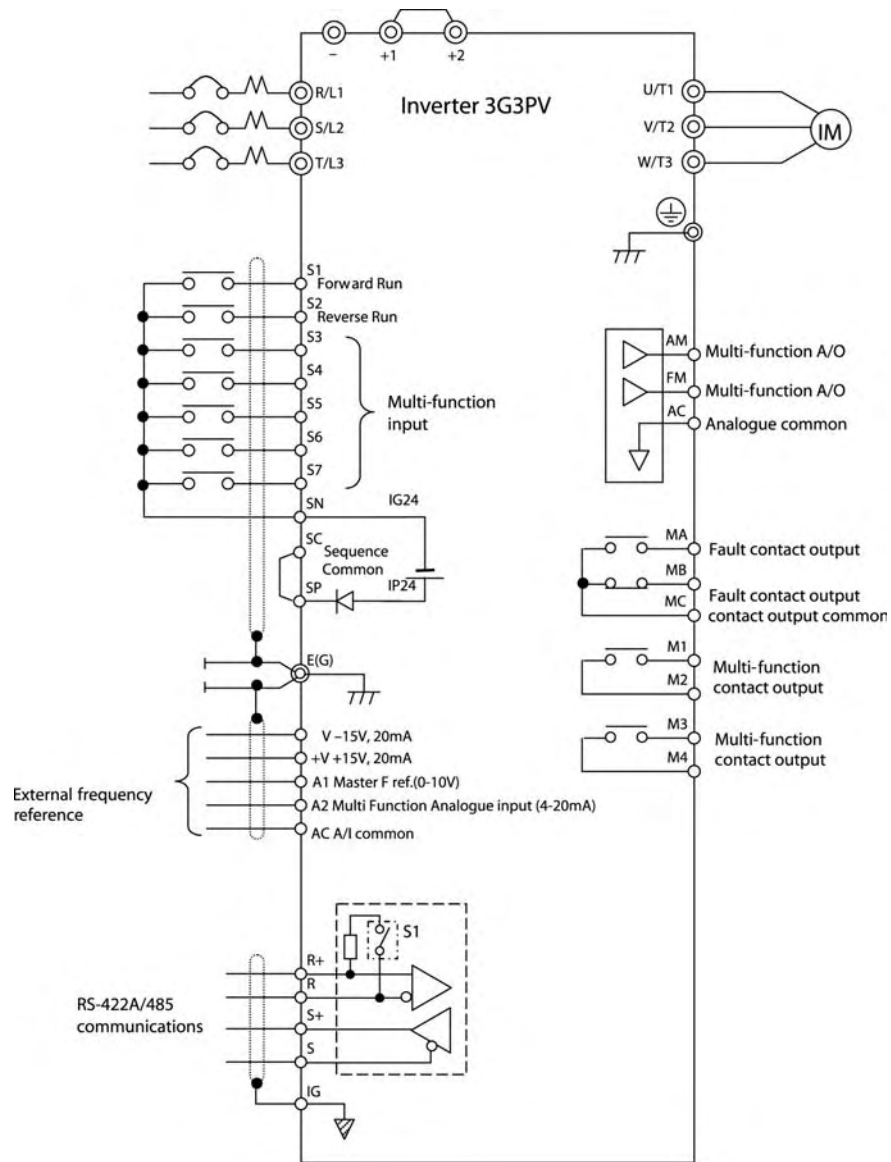 – +1 +2
Inverter 3G3PV
R/L1
S/L2
T/L3
U/T1
V/T2
W/T3
IM
S1
Forward Run
S2
Reverse Run
S3
S4
S5
S6
S7
Multi-function
input
SN
IG24
SC
Sequence
Common
SP
IP24
E(G)
AM
Multi-function A/O
FM
Multi-function A/O
AC
Analogue common
MA
Fault contact output
MB
MC
Fault contact output
contact output common
M1
M2
Multi-function
contact output
M3
M4
Multi-function
contact output
External frequency
reference
V –15V, 20mA
+V +15V, 20mA
A1 Master F ref.(0-10V)
A2 Multi Function Analogue input (4-20mA)
AC A/I common
RS-422A/485
communications
R+
R
S+
S
IG
S1